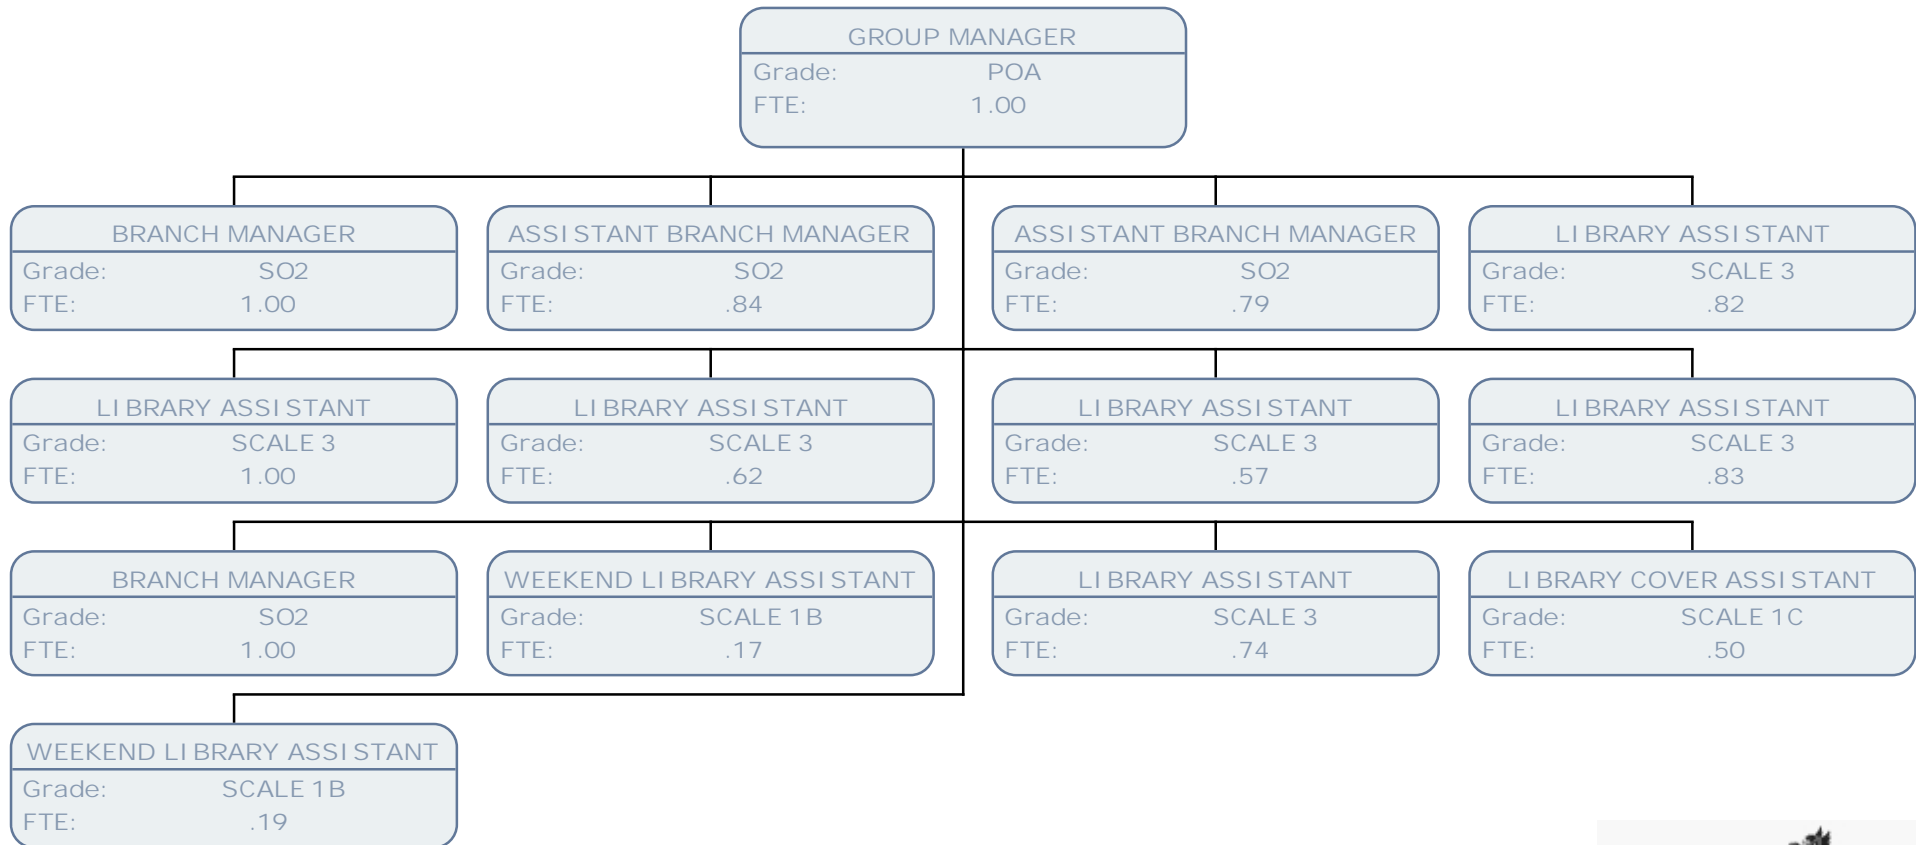 GROUP MANAGER
Grade: POA
FTE: 1.00
BRANCH MANAGER
Grade: SO2
FTE: 1.00
ASSISTANT BRANCH MANAGER
Grade: SO2
FTE: .84
ASSISTANT BRANCH MANAGER
Grade: SO2
FTE: .79
LIBRARY ASSISTANT
Grade: SCALE 3
FTE: .82
LIBRARY ASSISTANT
Grade: SCALE 3
FTE: 1.00
LIBRARY ASSISTANT
Grade: SCALE 3
FTE: .62
LIBRARY ASSISTANT
Grade: SCALE 3
FTE: .57
LIBRARY ASSISTANT
Grade: SCALE 3
FTE: .83
BRANCH MANAGER
Grade: SO2
FTE: 1.00
WEEKEND LIBRARY ASSISTANT
Grade: SCALE 1B
FTE: .17
LIBRARY ASSISTANT
Grade: SCALE 3
FTE: .74
LIBRARY COVER ASSISTANT
Grade: SCALE 1C
FTE: .50
WEEKEND LIBRARY ASSISTANT
Grade: SCALE 1B
FTE: .19